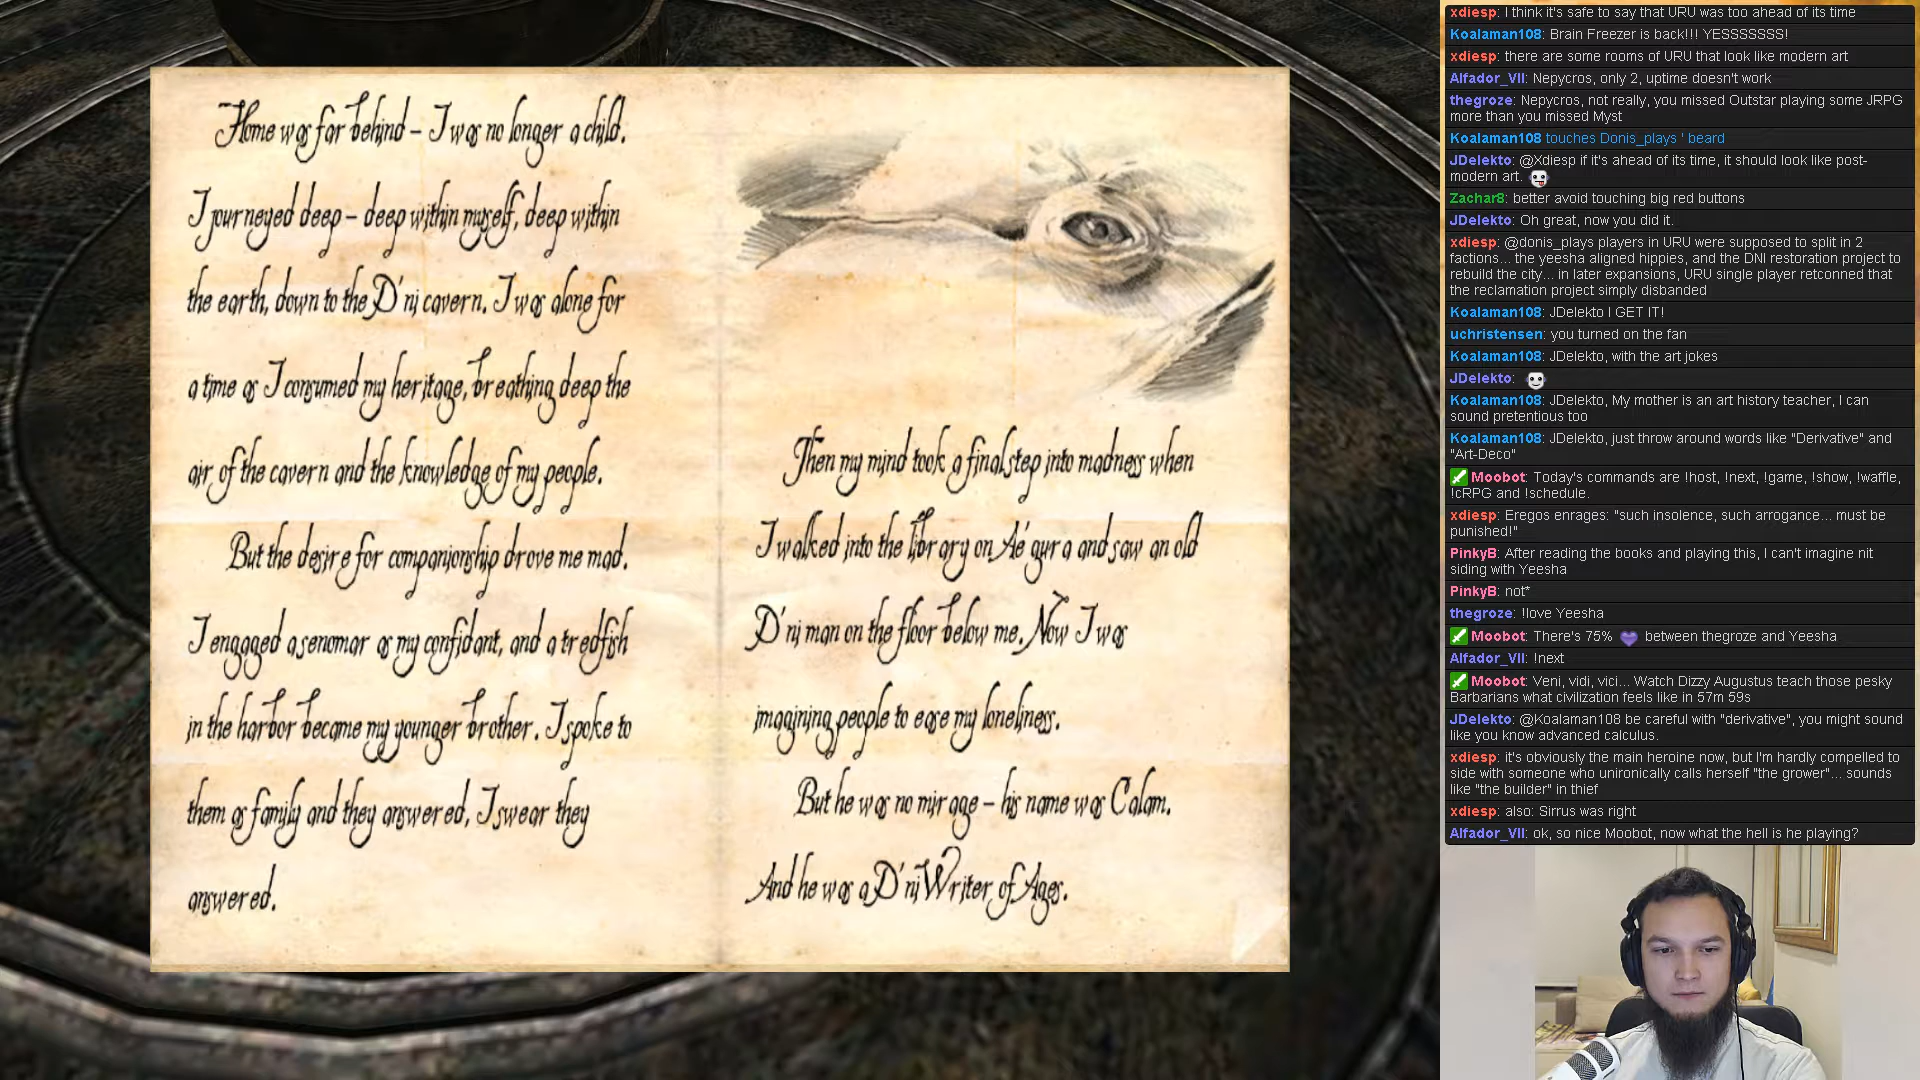 Home was far behind – I was no longer a child.
I journeyed deep – deep within myself, deep within
the earth, down to the D'ni cavern. I was alone for
a time as I consumed my heritage, breathing deep the
air of the cavern and the knowledge of my people.
But the desire for companionship drove me mad.
I engaged a senomar as my confidant, and a tredfish
in the harbor became my younger brother. I spoke to
them as family and they answered, I swear they
answered.
Then my mind took a final step into madness when
I walked into the library on Ae'gura and saw an old
D'ni man on the floor below me. Now I was
imagining people to ease my loneliness.
But he was no mirage – his name was Calam.
And he was a D'ni Writer of Ages.
xdiesp: I think it's safe to say that URU was too ahead of its time
Koalaman108: Brain Freezer is back!!! YESSSSSSS!
xdiesp: there are some rooms of URU that look like modern art
Alfador_VII: Nepycros, only 2, uptime doesn't work
thegroze: Nepycros, not really, you missed Outstar playing some JRPG
more than you missed Myst
Koalaman108 touches Donis_plays ' beard
JDelekto: @Xdiesp if it's ahead of its time, it should look like post-
modern art.
Zachar8: better avoid touching big red buttons
JDelekto: Oh great, now you did it.
xdiesp: @donis_plays players in URU were supposed to split in 2
factions... the yeesha aligned hippies, and the DNI restoration project to
rebuild the city... in later expansions, URU single player retconned that
the reclamation project simply disbanded
Koalaman108: JDelekto I GET IT!
uchristensen: you turned on the fan
Koalaman108: JDelekto, with the art jokes
JDelekto:
Koalaman108: JDelekto, My mother is an art history teacher, I can
sound pretentious too
Koalaman108: JDelekto, just throw around words like "Derivative" and
"Art-Deco"
Moobot: Today's commands are !host, !next, !game, !show, !waffle,
!cRPG and !schedule.
xdiesp: Eregos enrages: "such insolence, such arrogance... must be
punished!"
PinkyB: After reading the books and playing this, I can't imagine nit
siding with Yeesha
PinkyB: not*
thegroze: !love Yeesha
Moobot: There's 75% between thegroze and Yeesha
Alfador_VII: !next
Moobot: Veni, vidi, vici... Watch Dizzy Augustus teach those pesky
Barbarians what civilization feels like in 57m 59s
JDelekto: @Koalaman108 be careful with "derivative", you might sound
like you know advanced calculus.
xdiesp: it's obviously the main heroine now, but I'm hardly compelled to
side with someone who unironically calls herself "the grower"... sounds
like "the builder" in thief
xdiesp: also: Sirrus was right
Alfador_VII: ok, so nice Moobot, now what the hell is he playing?